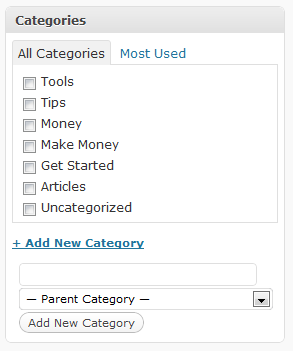 Categories
All Categories Most Used
Tools
Tips
Money
Make Money
Get Started
Articles
Uncategorized
+ Add New Category
— Parent Category —
Add New Category